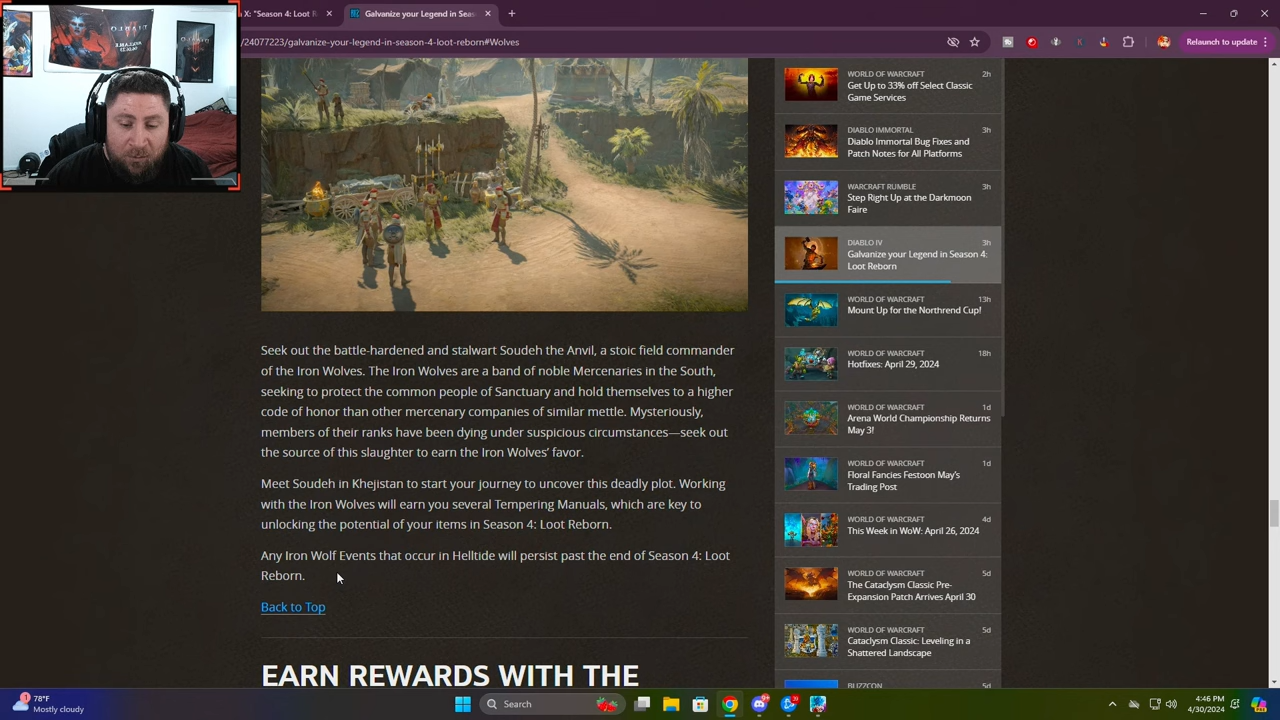 n X: "Season 4: Loot R
Galvanize your Legend in Seas
/24077223/galvanize-your-legend-in-season-4-loot-reborn#Wolves
Relaunch to update
Seek out the battle-hardened and stalwart Soudeh the Anvil, a stoic field commander
of the Iron Wolves. The Iron Wolves are a band of noble Mercenaries in the South,
seeking to protect the common people of Sanctuary and hold themselves to a higher
code of honor than other mercenary companies of similar mettle. Mysteriously,
members of their ranks have been dying under suspicious circumstances—seek out
the source of this slaughter to earn the Iron Wolves’ favor.
Meet Soudeh in Khejistan to start your journey to uncover this deadly plot. Working
with the Iron Wolves will earn you several Tempering Manuals, which are key to
unlocking the potential of your items in Season 4: Loot Reborn.
Any Iron Wolf Events that occur in Helltide will persist past the end of Season 4: Loot
Reborn.
Back to Top
EARN REWARDS WITH THE
WORLD OF WARCRAFT 2h
Get Up to 33% off Select Classic
Game Services
DIABLO IMMORTAL 3h
Diablo Immortal Bug Fixes and
Patch Notes for All Platforms
WARCRAFT RUMBLE 3h
Step Right Up at the Darkmoon
Faire
DIABLO IV 3h
Galvanize your Legend in Season 4:
Loot Reborn
WORLD OF WARCRAFT 13h
Mount Up for the Northrend Cup!
WORLD OF WARCRAFT 18h
Hotfixes: April 29, 2024
WORLD OF WARCRAFT 1d
Arena World Championship Returns
May 3!
WORLD OF WARCRAFT 1d
Floral Fancies Festoon May’s
Trading Post
WORLD OF WARCRAFT 4d
This Week in WoW: April 26, 2024
WORLD OF WARCRAFT 5d
The Cataclysm Classic Pre-
Expansion Patch Arrives April 30
WORLD OF WARCRAFT 5d
Cataclysm Classic: Leveling in a
Shattered Landscape
BLIZZCON 5d
78°F
Mostly cloudy
Search
4:46 PM
4/30/2024